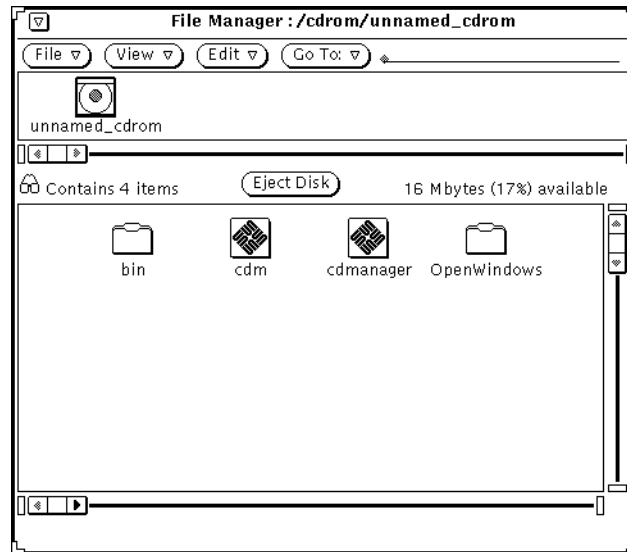 File Manager : /cdrom/unnamed_cdrom
File View Edit Go To:
unnamed_cdrom
Contains 4 items Eject Disk 16 Mbytes (17%) available
bin cdm cdmanager OpenWindows